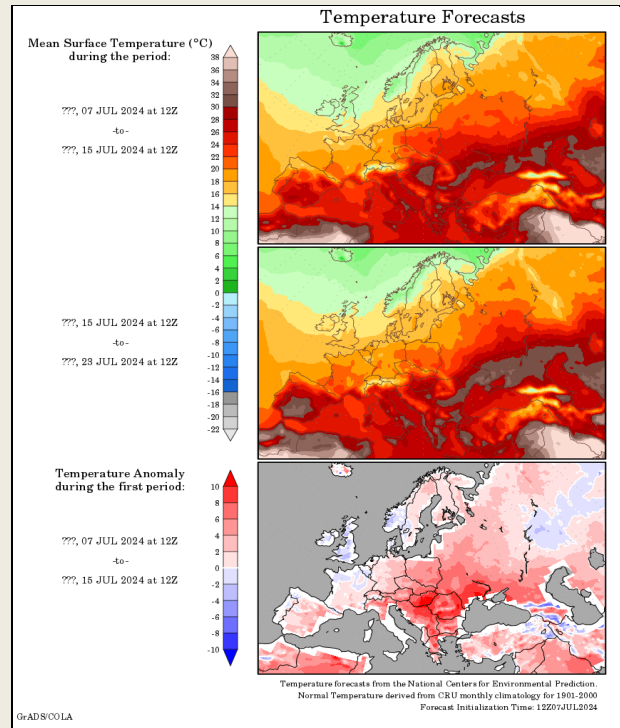 Temperature Forecasts
Mean Surface Temperature (°C)
during the period:
???, 07 JUL 2024 at 12Z
-to-
???, 15 JUL 2024 at 12Z
38
36
34
32
30
28
26
24
22
20
18
16
14
12
10
8
6
4
2
0
-2
-4
-6
-8
-10
-12
-14
-16
-18
-20
-22
???, 15 JUL 2024 at 12Z
-to-
???, 23 JUL 2024 at 12Z
Temperature Anomaly
during the first period:
???, 07 JUL 2024 at 12Z
-to-
???, 15 JUL 2024 at 12Z
10
8
6
4
2
0
-2
-4
-6
-8
-10
Temperature forecasts from the National Centers for Environmental Prediction.
Normal Temperature derived from CRU monthly climatology for 1901-2000
Forecast Initialization Time: 12Z07JUL2024
GrADS/COLA